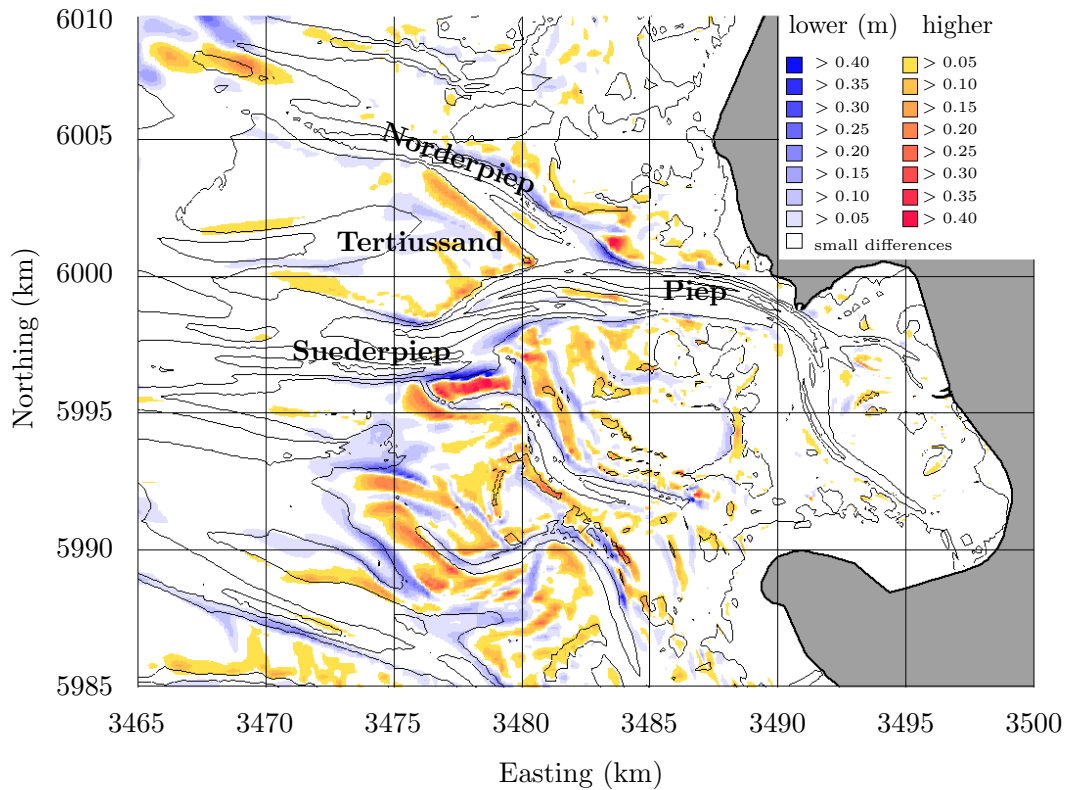 6010
6005
6000
5995
5990
5985
Northing (km)
lower (m) higher
> 0.40 > 0.05
> 0.35 > 0.10
> 0.30 > 0.15
> 0.25 > 0.20
> 0.20 > 0.25
> 0.15 > 0.30
> 0.10 > 0.35
> 0.05 > 0.40
small differences
Norderpiep
Tertiussand
Piep
Suederpiep
3465 3470 3475 3480 3485 3490 3495 3500
Easting (km)